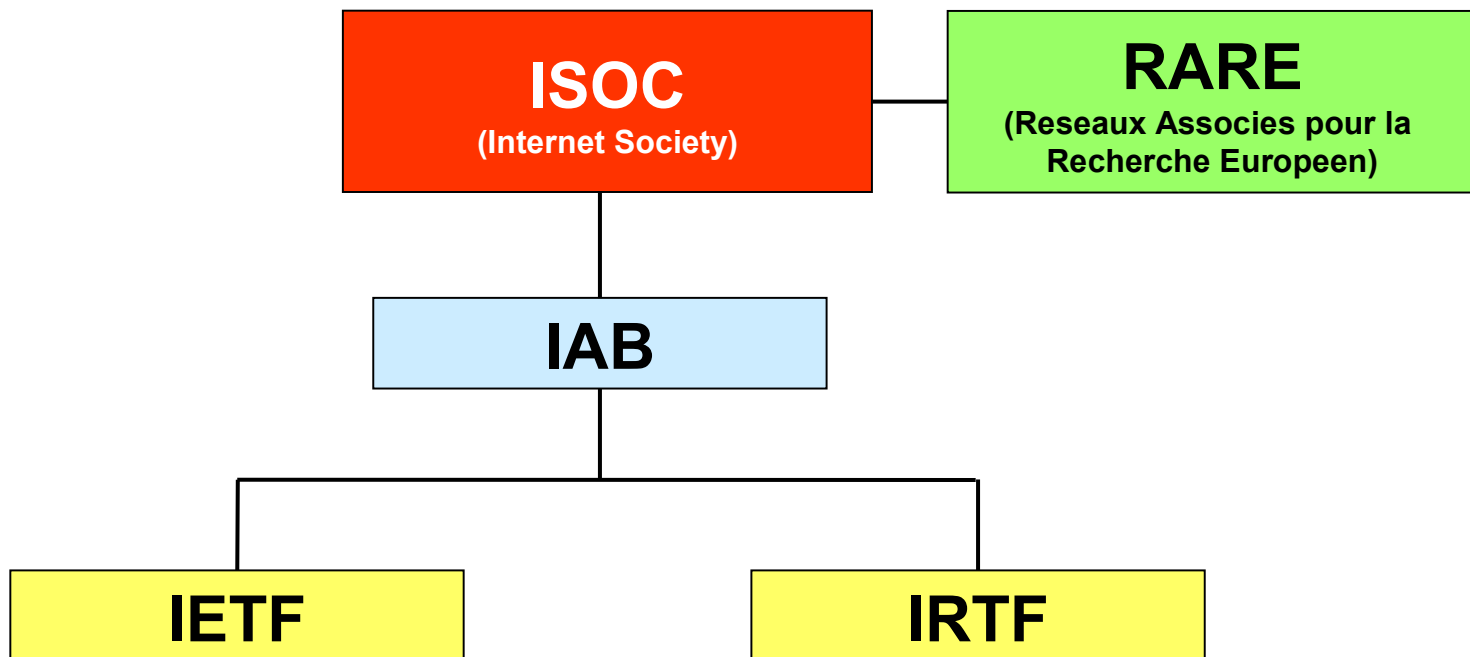 ISOC
(Internet Society)
RARE
(Reseaux Associes pour la
Recherche Europeen)
IAB
IETF
IRTF